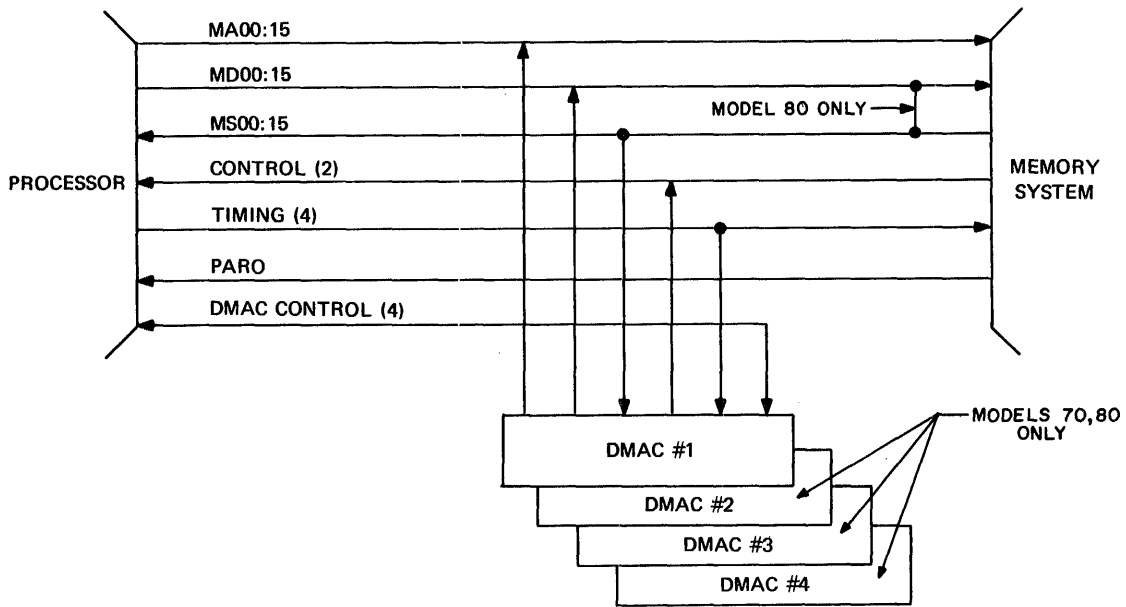 MA00:15
MD00:15
MODEL 80 ONLY
MS00:15
PROCESSOR
CONTROL (2)
MEMORY
SYSTEM
TIMING (4)
PARO
DMAC CONTROL (4)
MODELS 70,80
ONLY
DMAC #1
DMAC #2
DMAC #3
DMAC #4